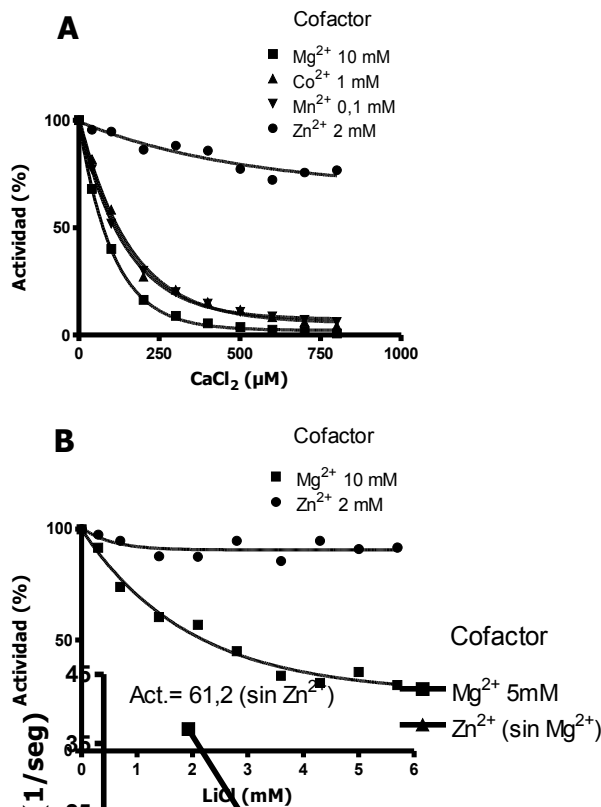 A
Cofactor
Mg2+ 10 mM
Co2+ 1 mM
Mn2+ 0,1 mM
Zn2+ 2 mM
Actividad (%)
100
50
0
0 250 500 750 1000
CaCl2 (µM)
B
Cofactor
Mg2+ 10 mM
Zn2+ 2 mM
Actividad (%)
100
50
0 1 2 3 4 5 6
LiCl (mM)
Cofactor
Mg2+ 5mM
Zn2+ (sin Mg2+)
45
Act.= 61,2 (sin Zn2+)
35
(1/seg)